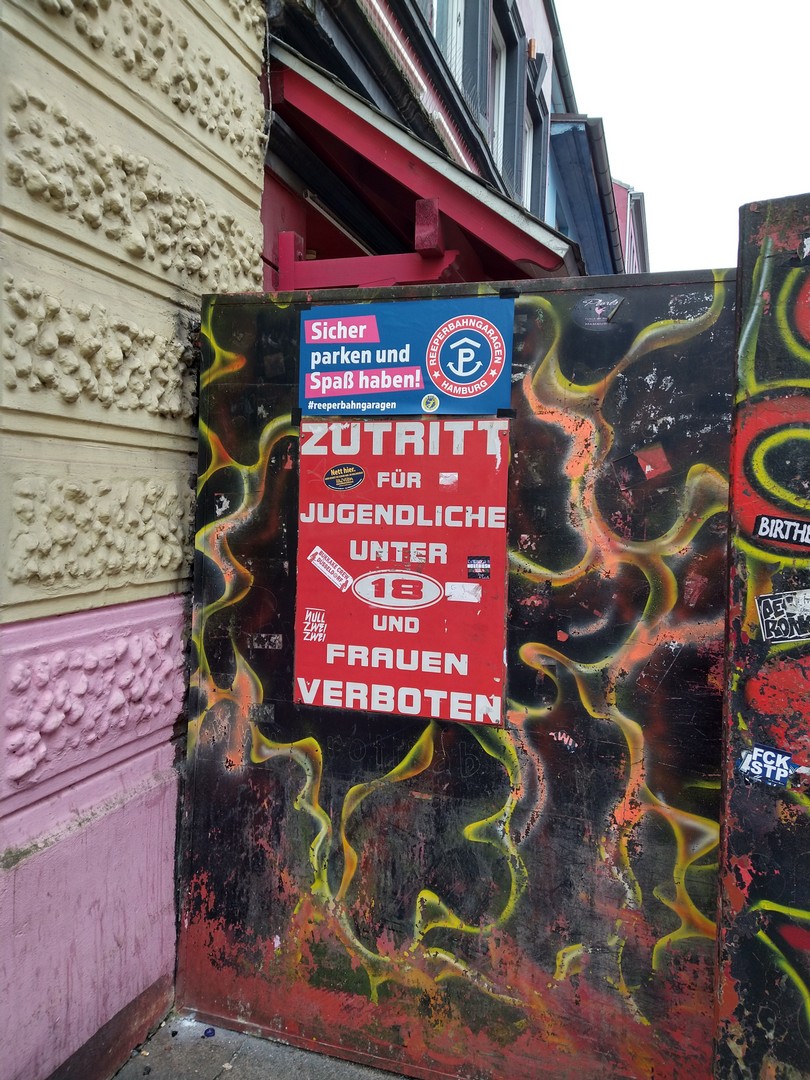 Sicher
parken und
Spaß haben!
#reeperbahngaragen
REEPERBAHNGARAGEN
HAMBURG
P
ZUTRITT
Nett hier.
FÜR
JUGENDLICHE
UNTER
18
NULL
ZWEI
ZWEI
UND
FRAUEN
VERBOTEN
BIRTHE
FCK
STP